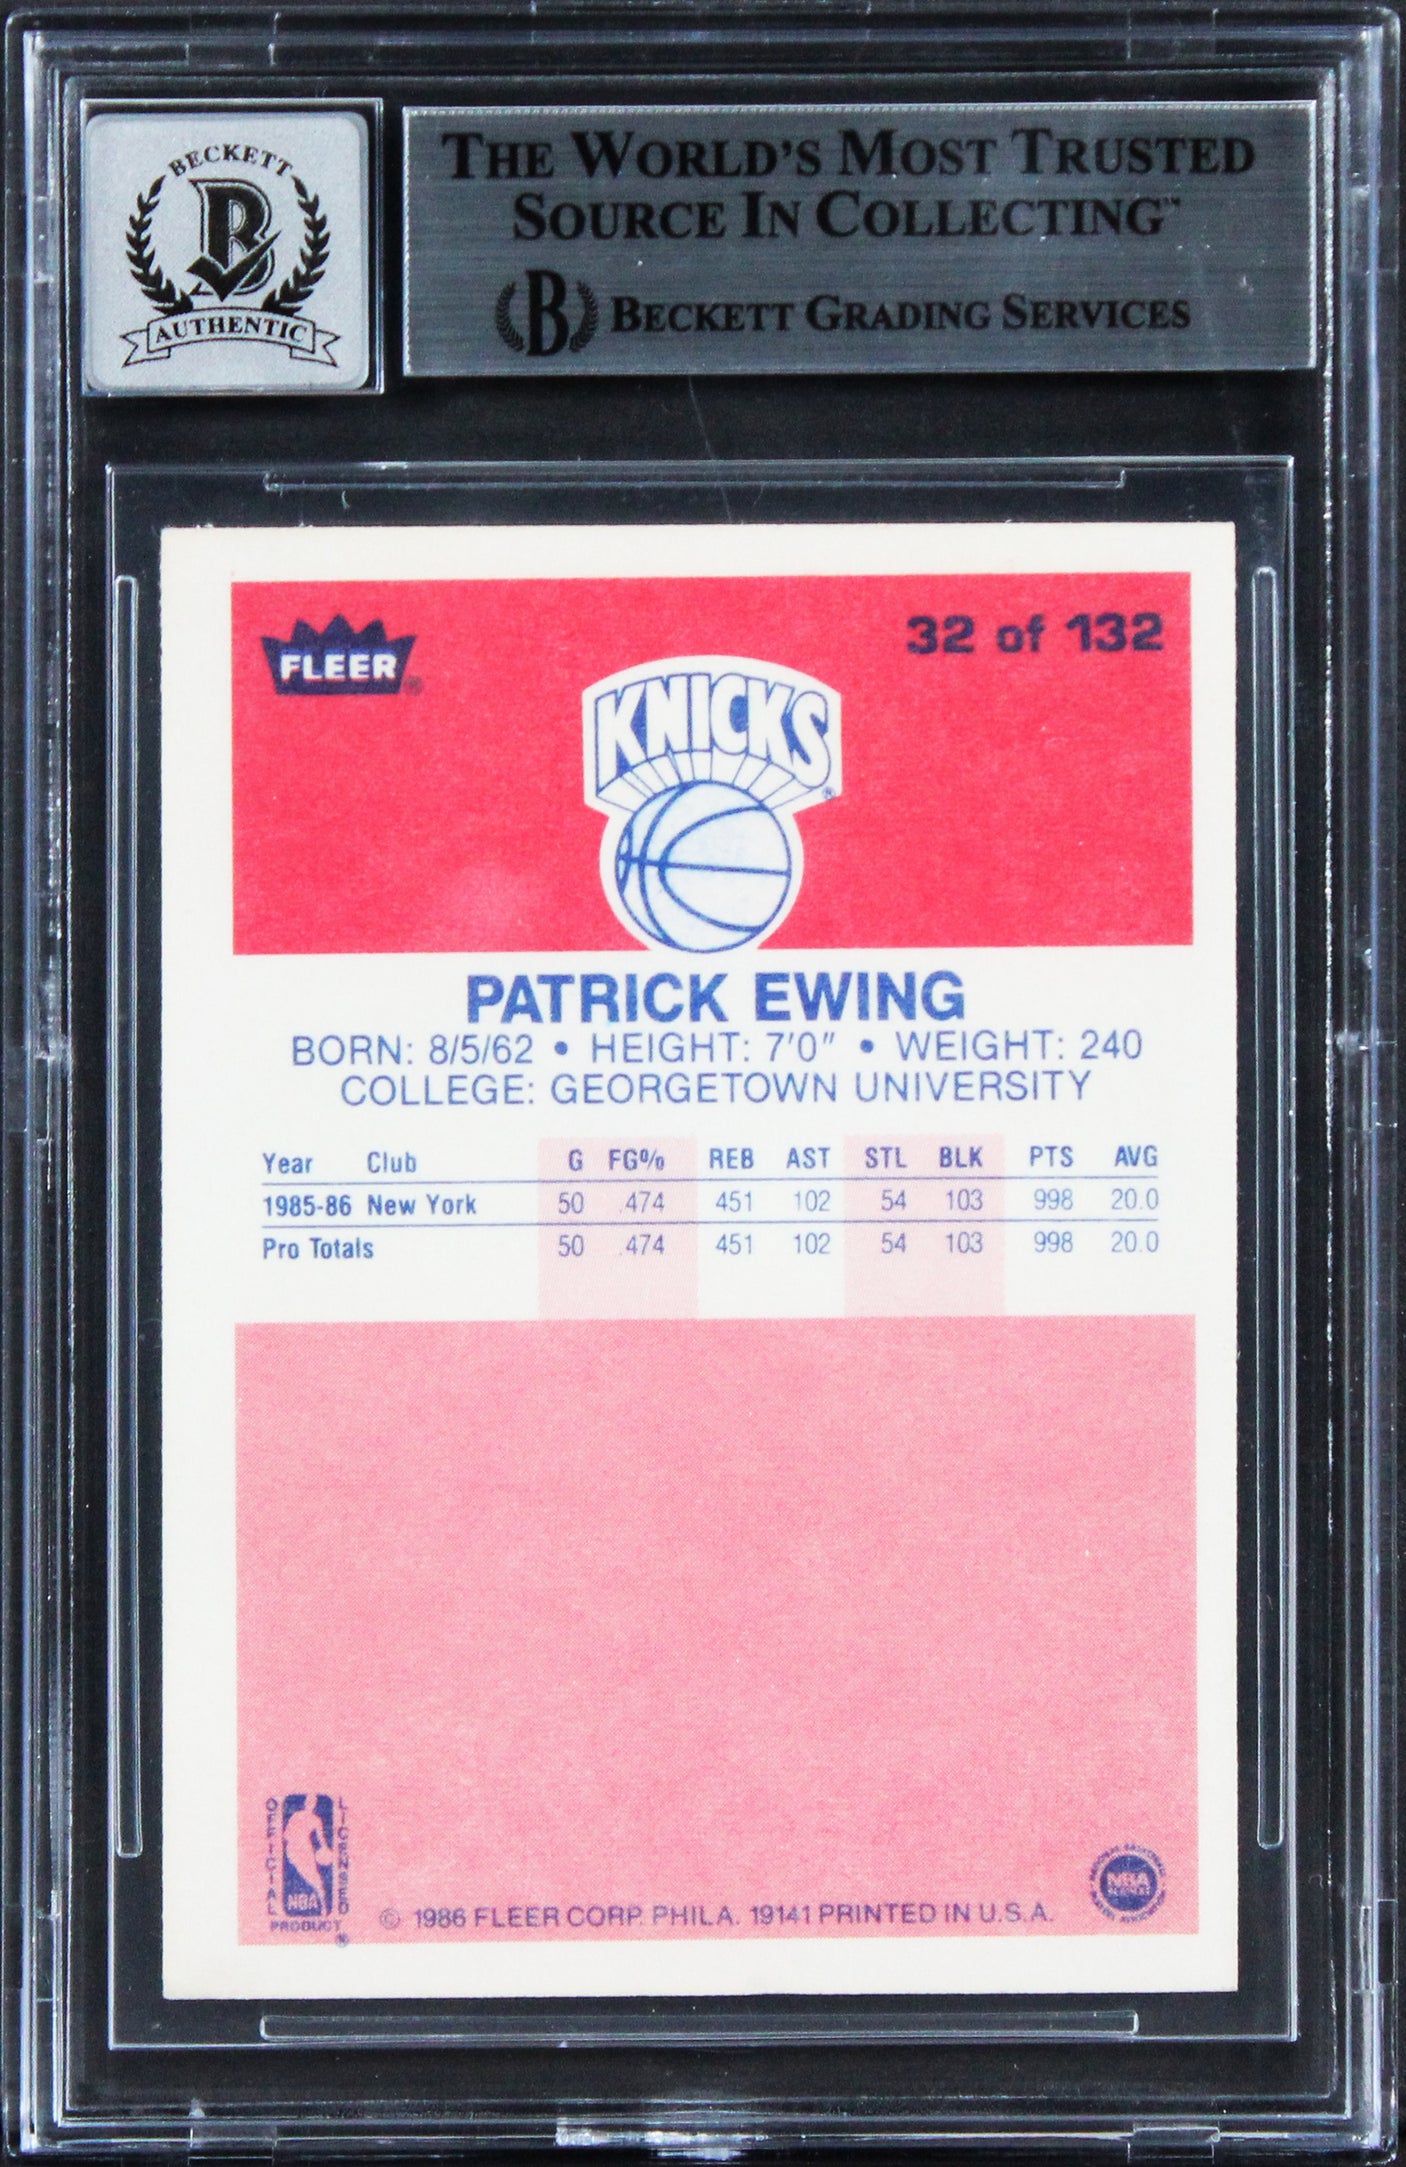 BECKETT
B
AUTHENTIC
THE WORLD'S MOST TRUSTED
SOURCE IN COLLECTING™
B BECKETT GRADING SERVICES
FLEER®
32 of 132
KNICKS®
PATRICK EWING
BORN: 8/5/62 • HEIGHT: 7'0" • WEIGHT: 240
COLLEGE: GEORGETOWN UNIVERSITY
Year Club G FG% REB AST STL BLK PTS AVG
1985-86 New York 50 .474 451 102 54 103 998 20.0
Pro Totals 50 .474 451 102 54 103 998 20.0
OFFICIAL LICENSED
NBA
PRODUCT ®
© 1986 FLEER CORP. PHILA. 19141 PRINTED IN U.S.A.
NBA